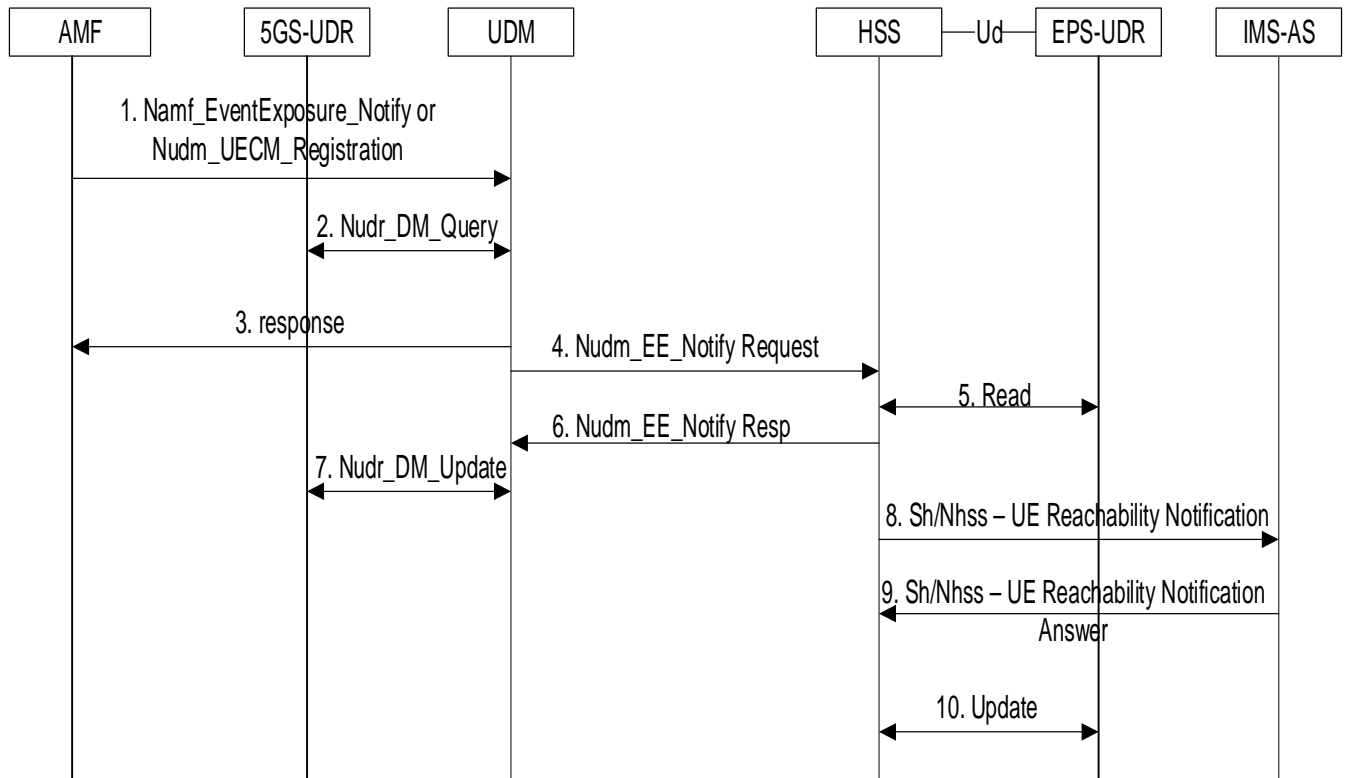 AMF
5GS-UDR
UDM
HSS
Ud
EPS-UDR
IMS-AS
1. Namf_EventExposure_Notify or
Nudm_UECM_Registration
2. Nudr_DM_Query
3. response
4. Nudm_EE_Notify Request
5. Read
6. Nudm_EE_Notify Resp
7. Nudr_DM_Update
8. Sh/Nhss – UE Reachability Notification
9. Sh/Nhss – UE Reachability Notification
Answer
10. Update